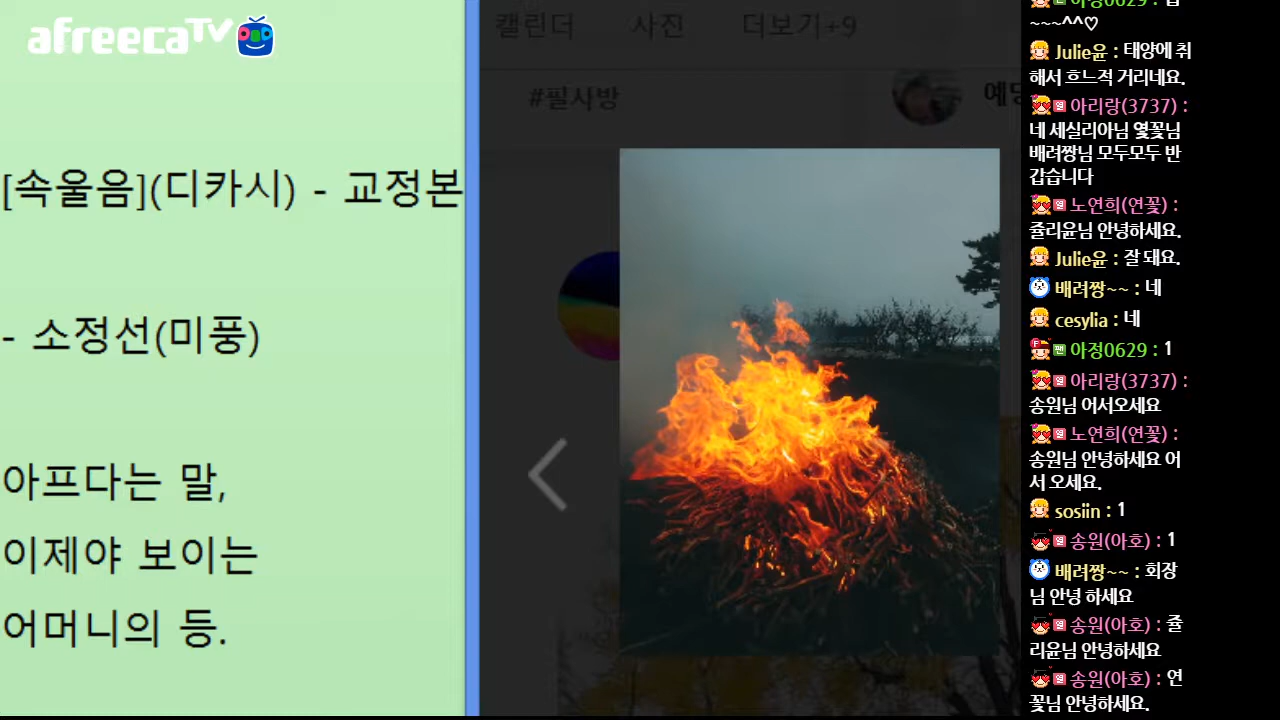 afreecaTV
[속울음](디카시) - 교정본
- 소정선(미풍)
아프다는 말,
이제야 보이는
어머니의 등.
캘린더 사진 더보기+9
#필사방
아정0629 :
~~~^^♡
Julie윤 : 태양에 취
해서 흐느적 거리네요.
아리랑(3737) :
네 세실리아님 열꽃님
배려짱님 모두모두 반
갑습니다
노연희(연꽃) :
쥴리윤님 안녕하세요.
Julie윤 : 잘 돼요.
배려짱~~ : 네
cesylia : 네
아정0629 : 1
아리랑(3737) :
송원님 어서오세요
노연희(연꽃) :
송원님 안녕하세요 어
서 오세요.
sosiin : 1
송원(아호) : 1
배려짱~~ : 회장
님 안녕 하세요
송원(아호) : 쥴
리윤님 안녕하세요
송원(아호) : 연
꽃님 안녕하세요.